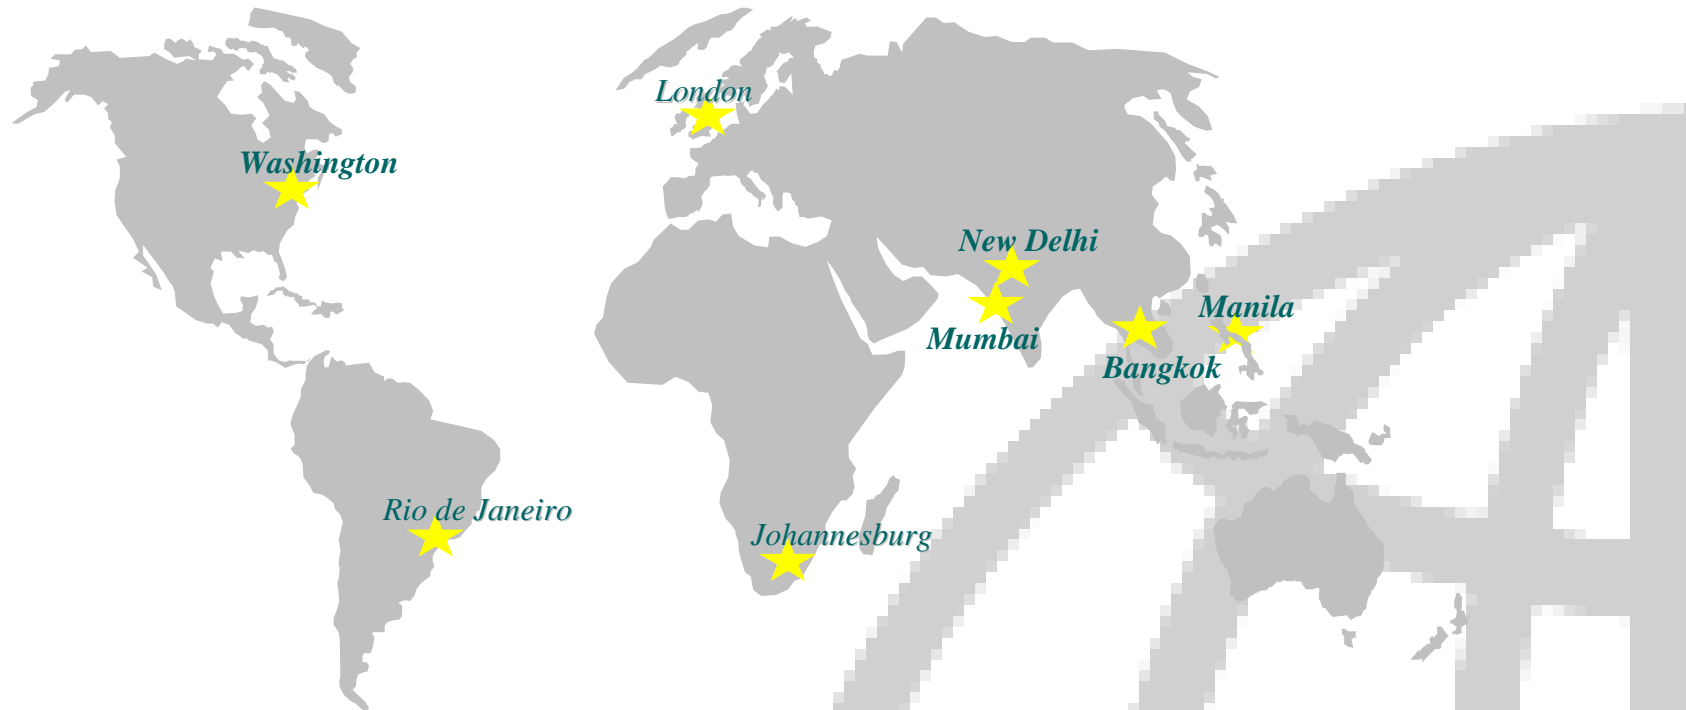 London
Washington
New Delhi
Manila
Mumbai
Bangkok
Rio de Janeiro
Johannesburg